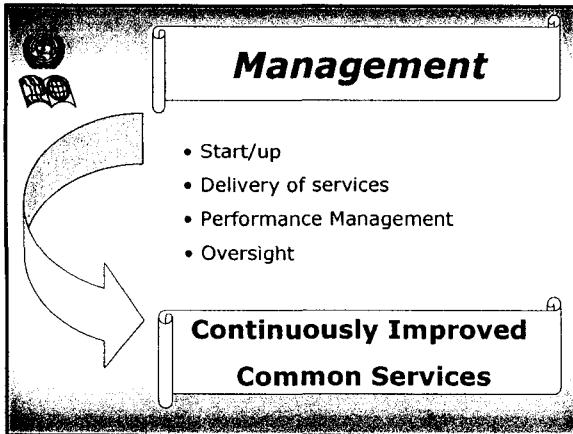 Management
• Start/up
• Delivery of services
• Performance Management
• Oversight
Continuously Improved
Common Services